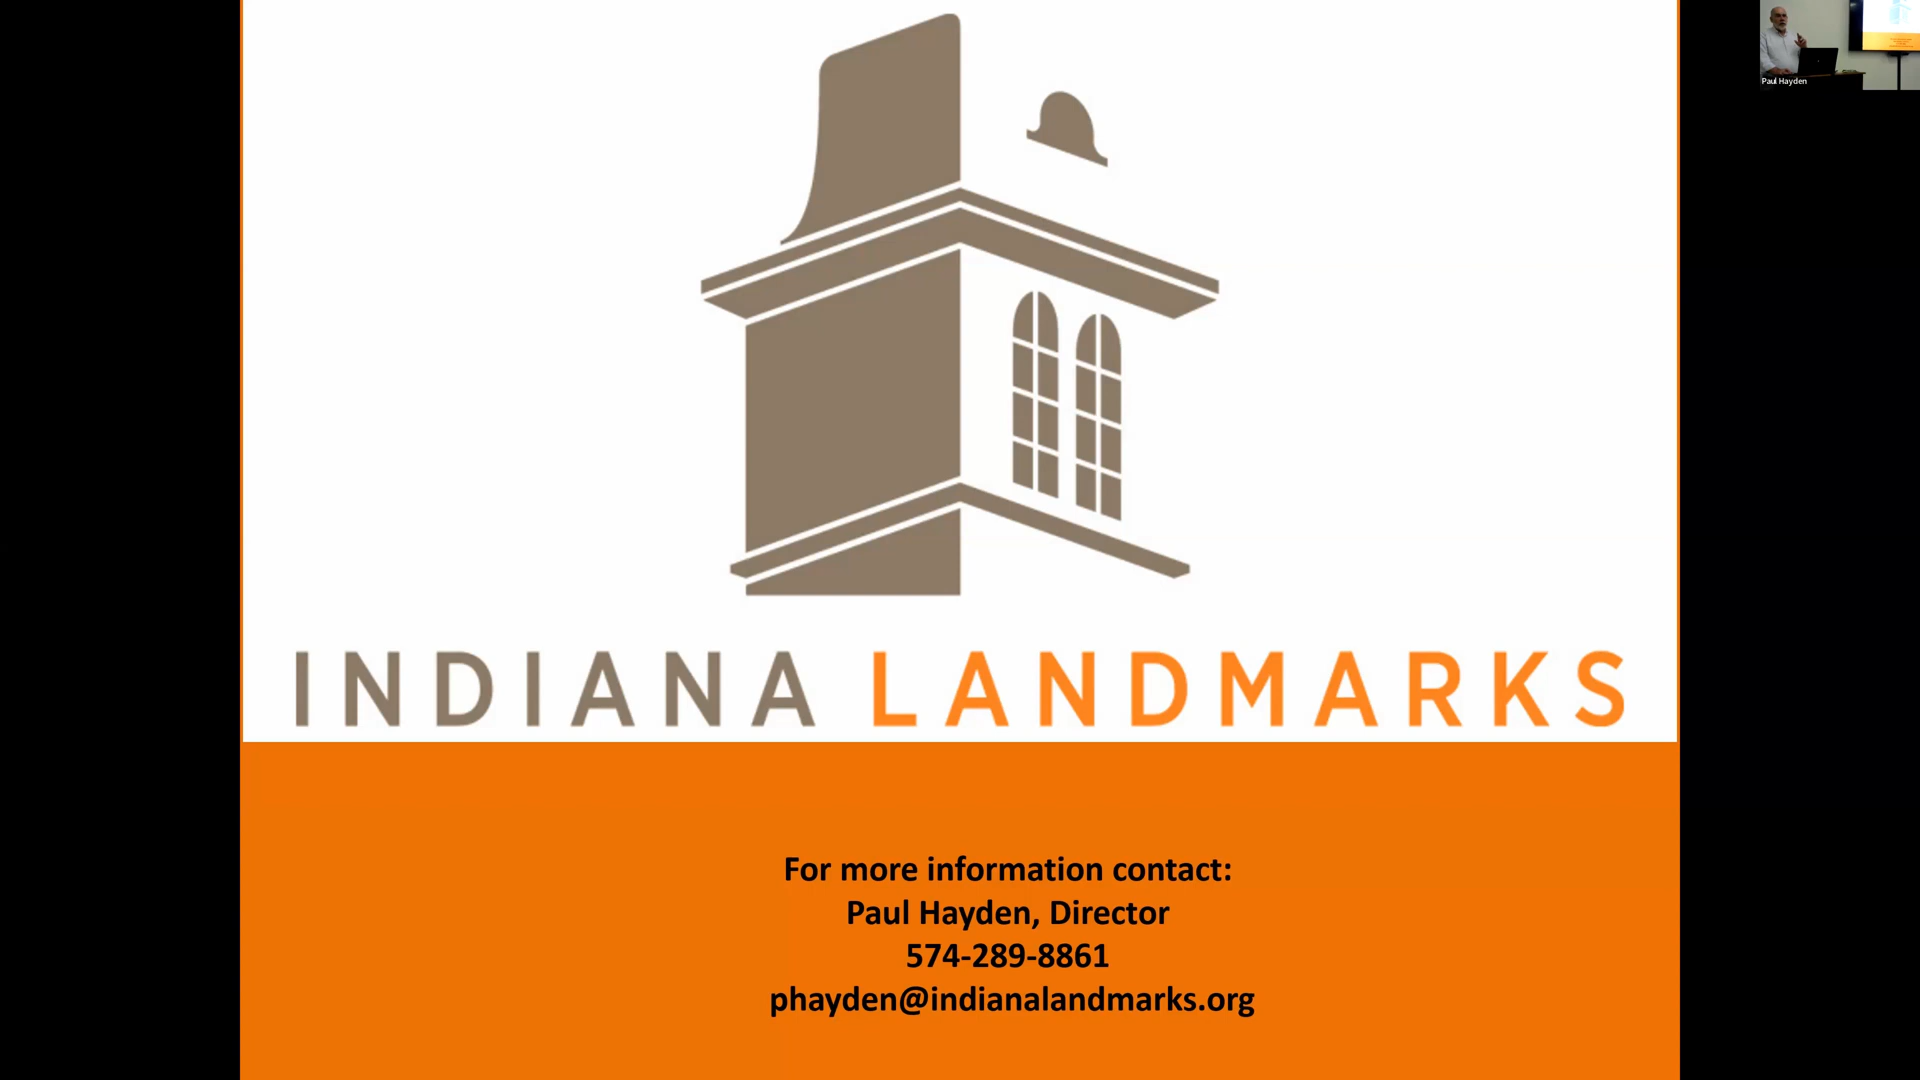 Paul Hayden
INDIANA LANDMARKS
For more information contact:
Paul Hayden, Director
574-289-8861
phayden@indianalandmarks.org